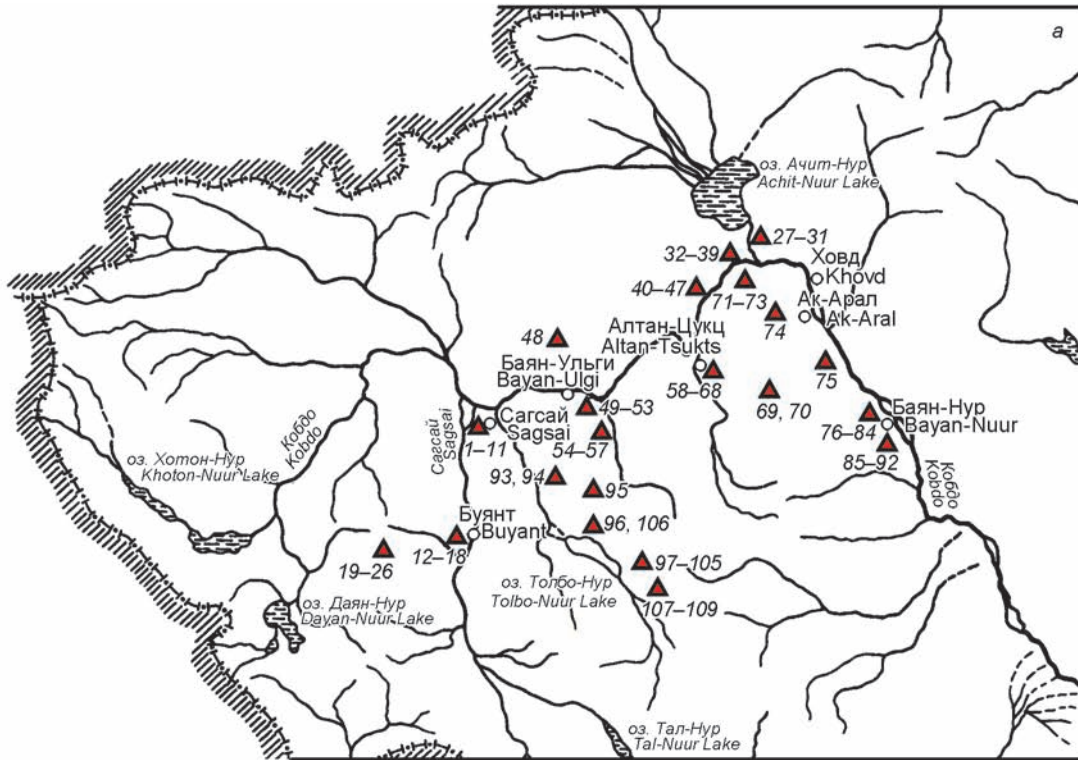 а
оз. Ачит-Нур
Achit-Nuur Lake
27–31
32–39
Ховд
Khovd
40–47
71–73
Ак-Арал
Ak-Aral
74
48
Алтан-Цукц
Altan-Tsukts
Баян-Ульги
Bayan-Ulgi
75
58–68
69, 70
49–53
Баян-Нур
Bayan-Nuur
76–84
Сагсай
Sagsai
Сагсай
Sagsai
1–11
54–57
85–92
Кобдо
Kobdo
оз. Хотон-Нур
Khoton-Nuur Lake
93, 94
95
Кобдо
Kobdo
Буянт
Buyant
96, 106
12–18
19–26
97–105
оз. Толбо-Нур
Tolbo-Nuur Lake
107–109
оз. Даян-Нур
Dayan-Nuur Lake
оз. Тал-Нур
Tal-Nuur Lake